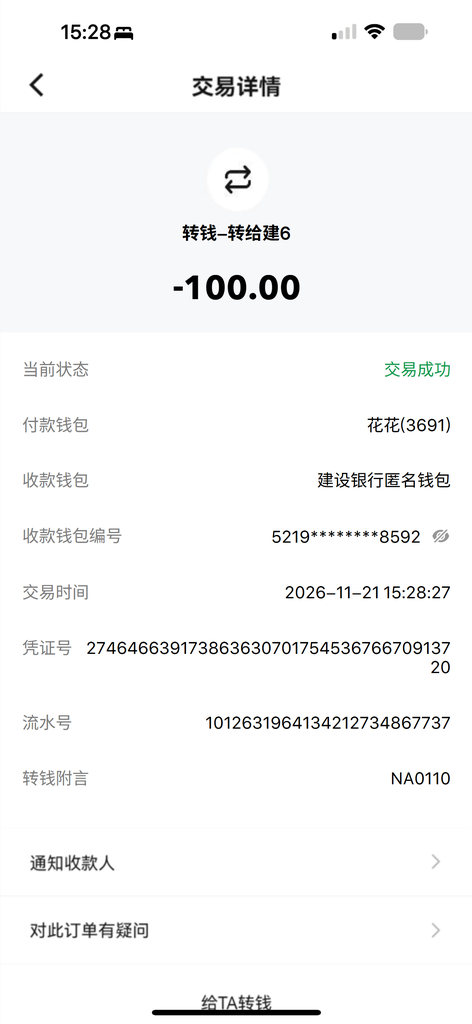 15:28
交易详情
转钱–转给建6
-100.00
当前状态 交易成功
付款钱包 花花(3691)
收款钱包 建设银行匿名钱包
收款钱包编号 5219********8592
交易时间 2026–11–21 15:28:27
凭证号 27464663917386363070175453676670913​7
20
流水号 1012631964134212734867737
转钱附言 NA0110
通知收款人
对此订单有疑问
给TA转钱